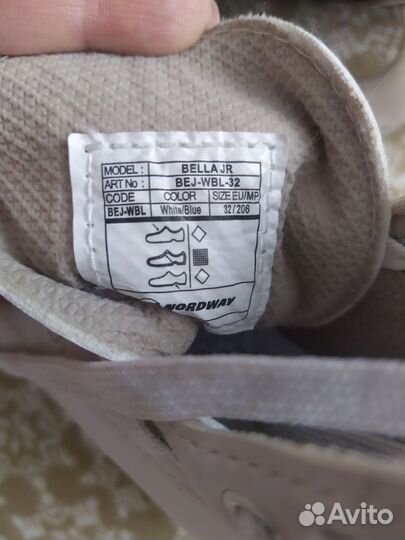 MODEL : BELLA JR
ART No : BEJ-WBL-32
CODE COLOR SIZE EU/MP
BEJ-WBL White/Blue 32/206
NORDWAY
Avito